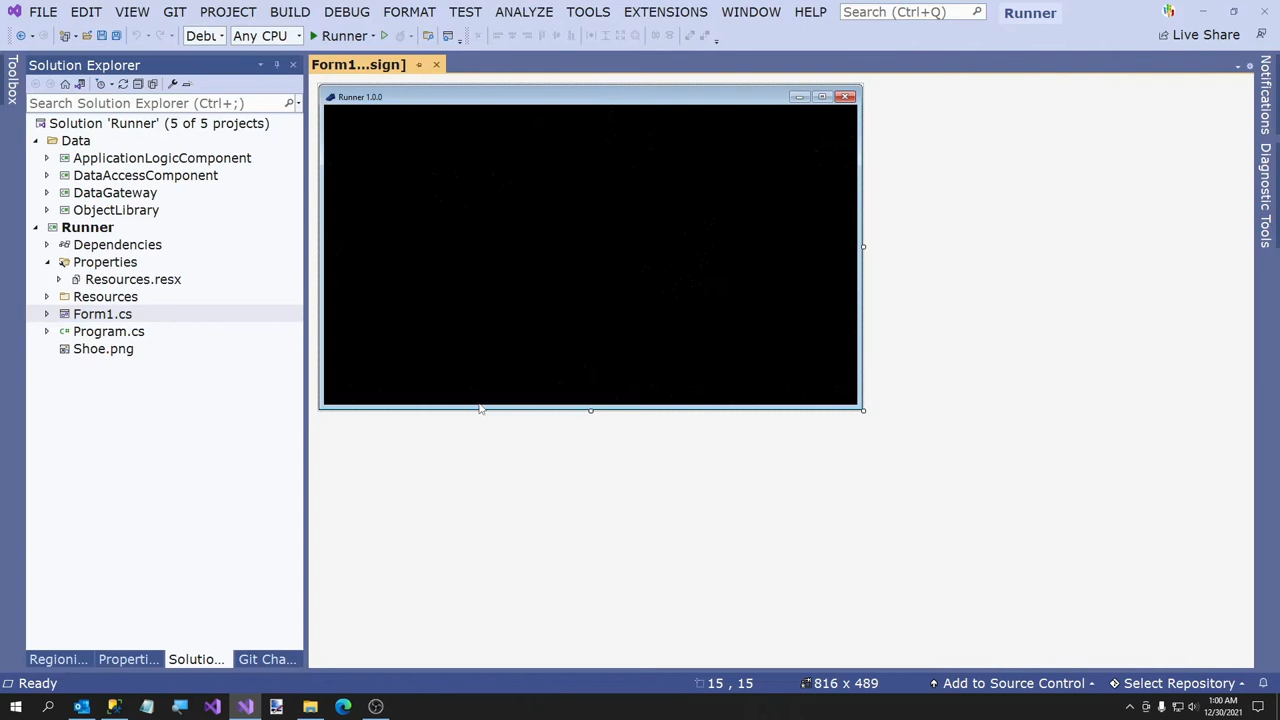 FILE EDIT VIEW GIT PROJECT BUILD DEBUG FORMAT TEST ANALYZE TOOLS EXTENSIONS WINDOW HELP Search (Ctrl+Q) Runner
Debu Any CPU Runner Live Share
Toolbox
Solution Explorer
Search Solution Explorer (Ctrl+;)
Solution 'Runner' (5 of 5 projects)
Data
ApplicationLogicComponent
DataAccessComponent
DataGateway
ObjectLibrary
Runner
Dependencies
Properties
Resources.resx
Resources
Form1.cs
Program.cs
Shoe.png
Regioni... Properti... Solutio... Git Cha...
Form1...sign]
Runner 1.0.0
Notifications
Diagnostic Tools
Ready 15 , 15 816 x 489 Add to Source Control Select Repository
1:00 AM
12/30/2021